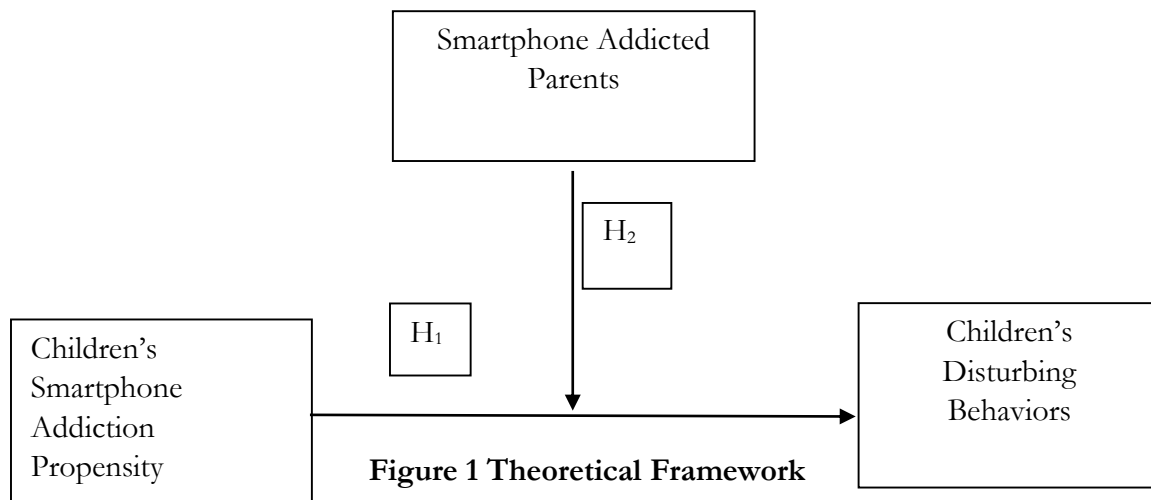 Smartphone Addicted
Parents
H₂
H₁
Children’s
Smartphone
Addiction
Propensity
Children’s
Disturbing
Behaviors
Figure 1 Theoretical Framework